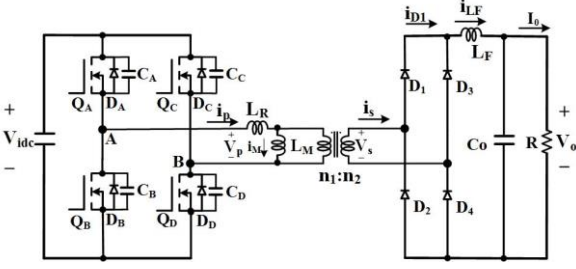 i_D1 i_LF I_0
L_F
C_A C_C
Q_A D_A Q_C D_C
D_1 D_3
+ i_p L_R i_s +
A
V_idc + V_p - i_M L_M + V_s - Co R V_o
B
- n_1:n_2 -
C_B C_D
D_2 D_4
Q_B D_B Q_D D_D